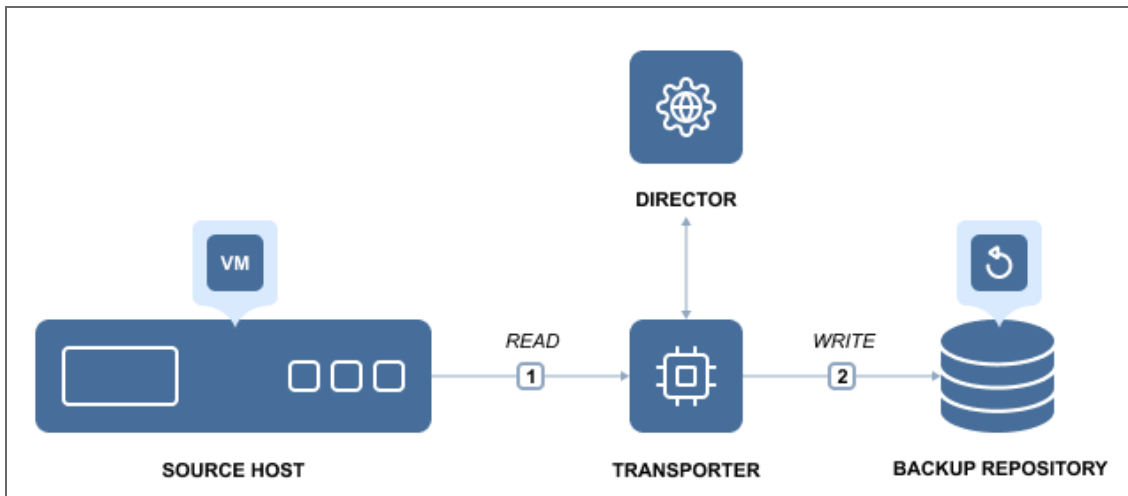 DIRECTOR
VM
READ
1
WRITE
2
SOURCE HOST
TRANSPORTER
BACKUP REPOSITORY